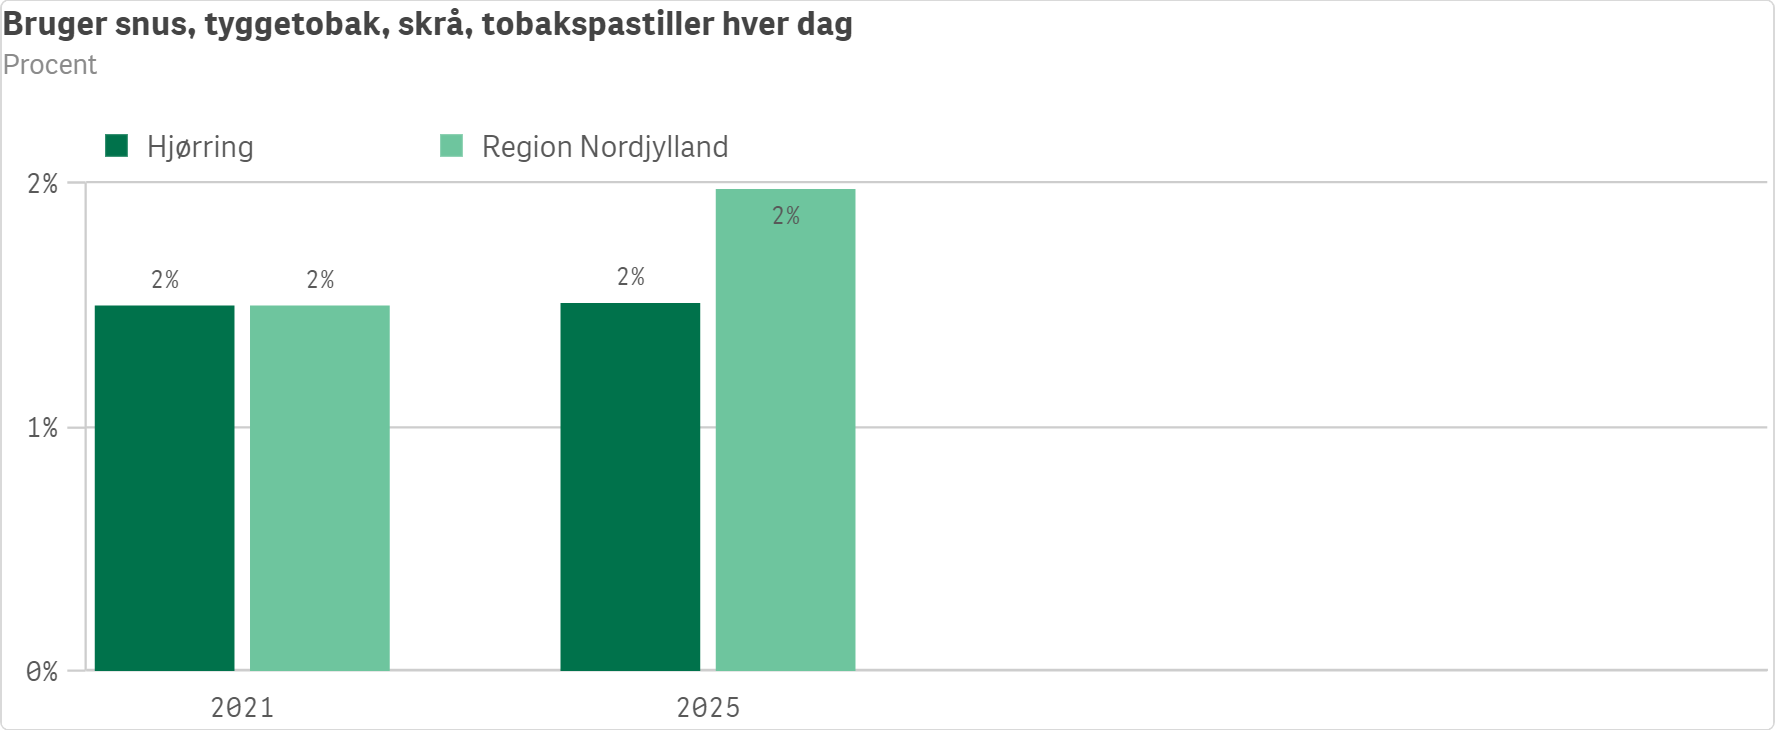 Bruger snus, tyggetobak, skrå, tobakspastiller hver dag
Procent
Hjørring Region Nordjylland
2%
2%
2% 2% 2%
1%
0%
2021 2025